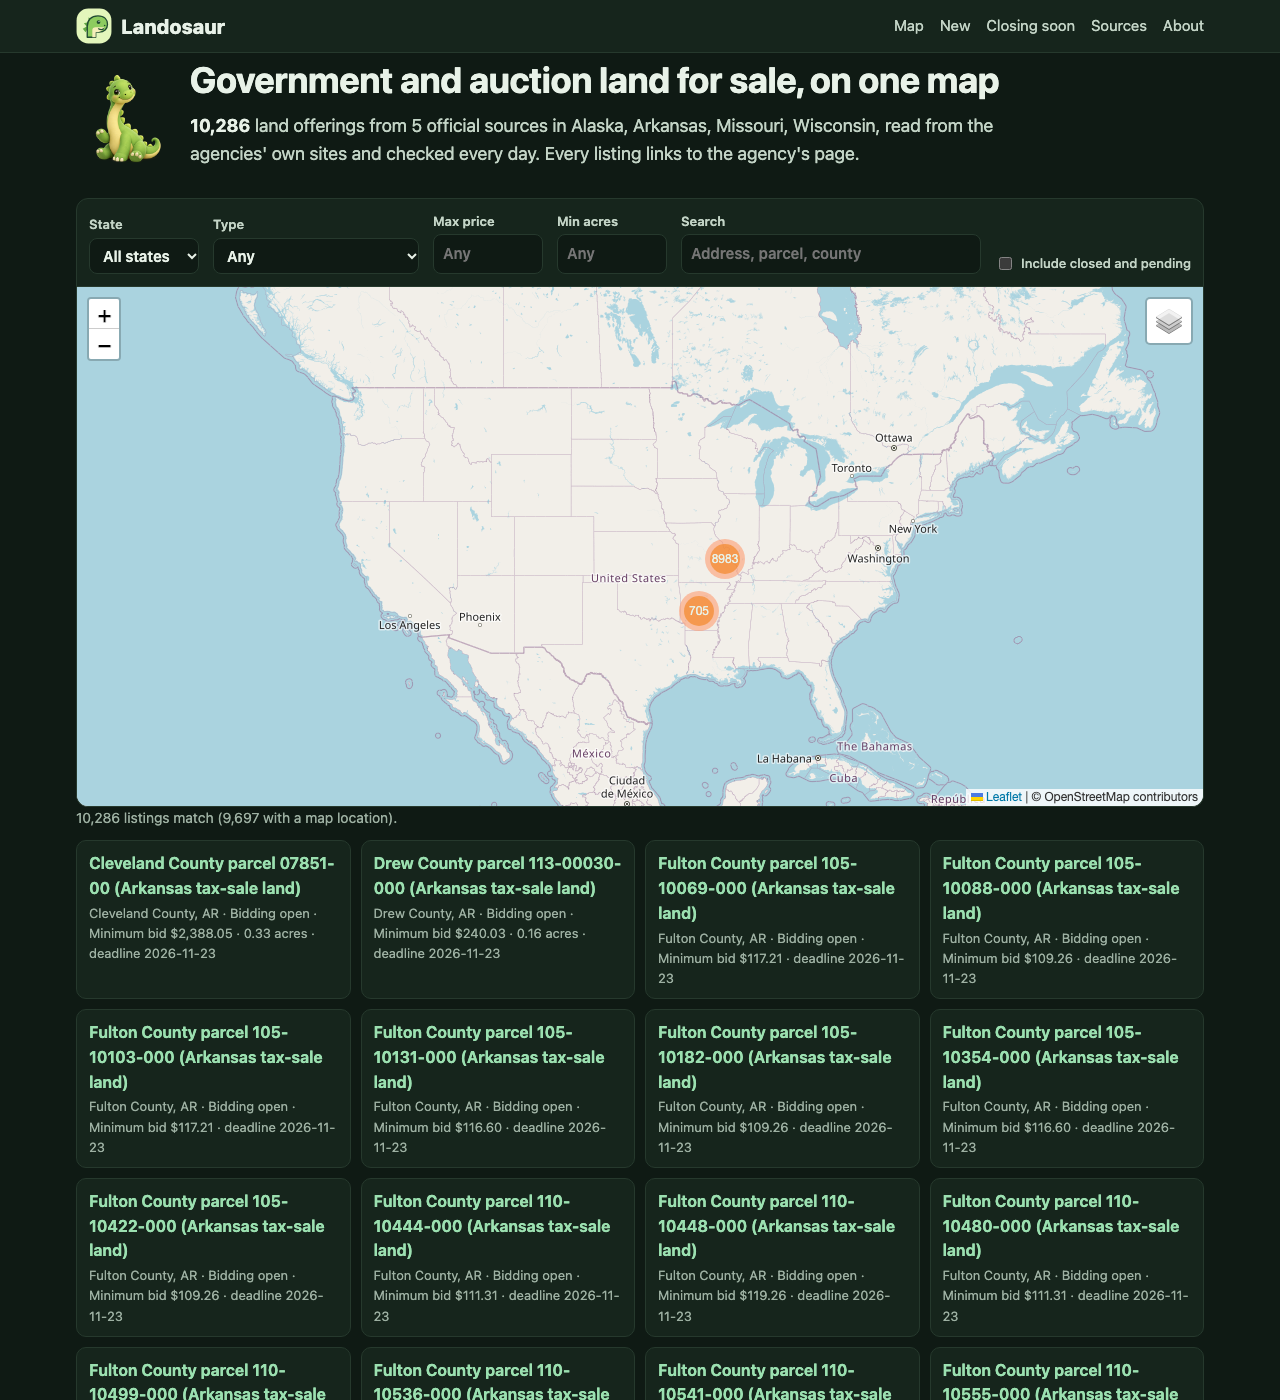 Landosaur
Map New Closing soon Sources About
Government and auction land for sale, on one map
10,286 land offerings from 5 official sources in Alaska, Arkansas, Missouri, Wisconsin, read from the
agencies' own sites and checked every day. Every listing links to the agency's page.
State Type Max price Min acres Search
All states Any Any Any Address, parcel, county Include closed and pending
+
−
Ottawa
Toronto
New York
Washington
8983
United States
705
Phoenix
Los Angeles
The Bahamas
México
La Habana
Cuba
Ciudad
de México
Repúb
Leaflet | © OpenStreetMap contributors
10,286 listings match (9,697 with a map location).
Cleveland County parcel 07851-
00 (Arkansas tax-sale land)
Cleveland County, AR · Bidding open ·
Minimum bid $2,388.05 · 0.33 acres ·
deadline 2026-11-23
Drew County parcel 113-00030-
000 (Arkansas tax-sale land)
Drew County, AR · Bidding open ·
Minimum bid $240.03 · 0.16 acres ·
deadline 2026-11-23
Fulton County parcel 105-
10069-000 (Arkansas tax-sale
land)
Fulton County, AR · Bidding open ·
Minimum bid $117.21 · deadline 2026-11-
23
Fulton County parcel 105-
10088-000 (Arkansas tax-sale
land)
Fulton County, AR · Bidding open ·
Minimum bid $109.26 · deadline 2026-
11-23
Fulton County parcel 105-
10103-000 (Arkansas tax-sale
land)
Fulton County, AR · Bidding open ·
Minimum bid $117.21 · deadline 2026-11-
23
Fulton County parcel 105-
10131-000 (Arkansas tax-sale
land)
Fulton County, AR · Bidding open ·
Minimum bid $116.60 · deadline 2026-
11-23
Fulton County parcel 105-
10182-000 (Arkansas tax-sale
land)
Fulton County, AR · Bidding open ·
Minimum bid $109.26 · deadline 2026-
11-23
Fulton County parcel 105-
10354-000 (Arkansas tax-sale
land)
Fulton County, AR · Bidding open ·
Minimum bid $116.60 · deadline 2026-
11-23
Fulton County parcel 105-
10422-000 (Arkansas tax-sale
land)
Fulton County, AR · Bidding open ·
Minimum bid $109.26 · deadline 2026-
11-23
Fulton County parcel 110-
10444-000 (Arkansas tax-sale
land)
Fulton County, AR · Bidding open ·
Minimum bid $111.31 · deadline 2026-11-
23
Fulton County parcel 110-
10448-000 (Arkansas tax-sale
land)
Fulton County, AR · Bidding open ·
Minimum bid $119.26 · deadline 2026-
11-23
Fulton County parcel 110-
10480-000 (Arkansas tax-sale
land)
Fulton County, AR · Bidding open ·
Minimum bid $111.31 · deadline 2026-11-
23
Fulton County parcel 110-
10499-000 (Arkansas tax-sale
Fulton County parcel 110-
10536-000 (Arkansas tax-sale
Fulton County parcel 110-
10541-000 (Arkansas tax-sale
Fulton County parcel 110-
10555-000 (Arkansas tax-sale